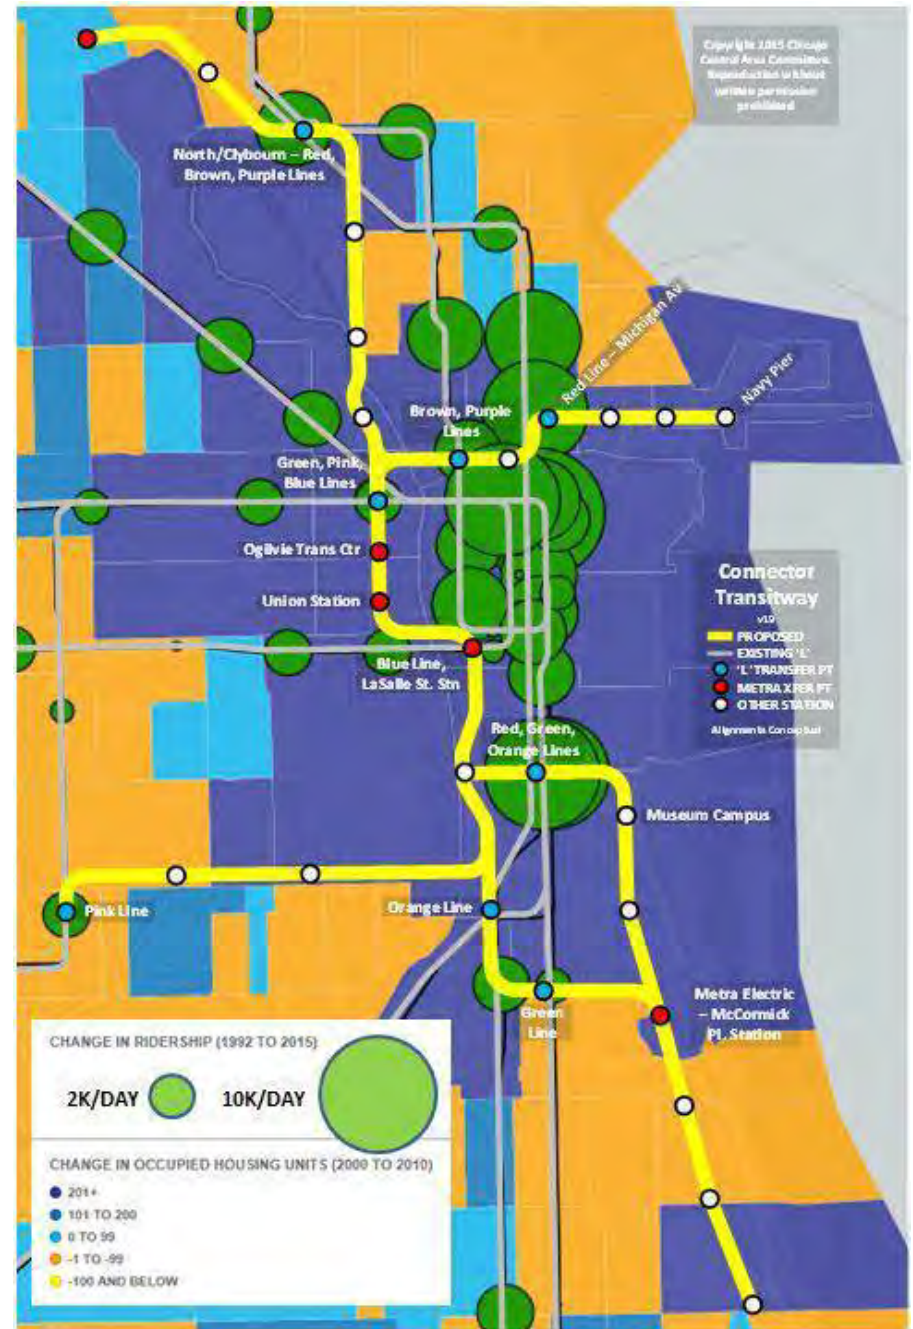 Copyright 2015 Chicago
Central Area Committee.
Reproduction without
written permission
prohibited
North/Clybourn – Red,
Brown, Purple Lines
Red Line – Michigan Av
Navy Pier
Brown, Purple
Lines
Green, Pink,
Blue Lines
Ogilvie Trans Ctr
Union Station
Connector
Transitway
v19
PROPOSED
EXISTING 'L'
'L' TRANSFER PT
METRA XFER PT
OTHER STATION
Alignments Conceptual
Blue Line,
LaSalle St. Stn
Red, Green,
Orange Lines
Museum Campus
Pink Line
Orange Line
Metra Electric
– McCormick
Pl. Station
Green
Line
CHANGE IN RIDERSHIP (1992 TO 2015)
2K/DAY
10K/DAY
CHANGE IN OCCUPIED HOUSING UNITS (2000 TO 2010)
201+
101 TO 200
0 TO 99
-1 TO -99
-100 AND BELOW